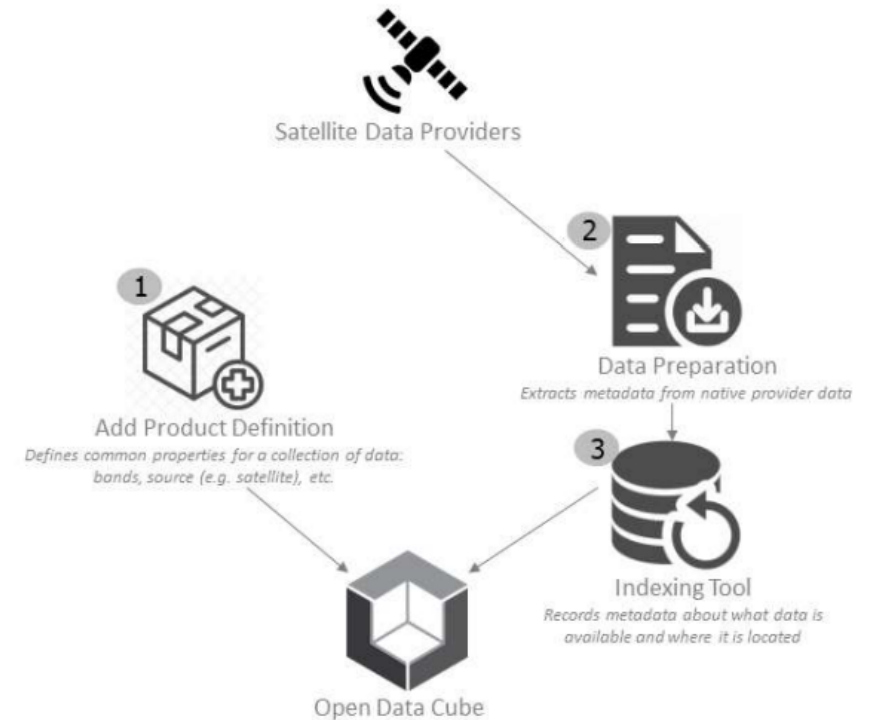 Satellite Data Providers
2
Data Preparation
Extracts metadata from native provider data
1
Add Product Definition
Defines common properties for a collection of data:
bands, source (e.g. satellite), etc.
3
Indexing Tool
Records metadata about what data is
available and where it is located
Open Data Cube